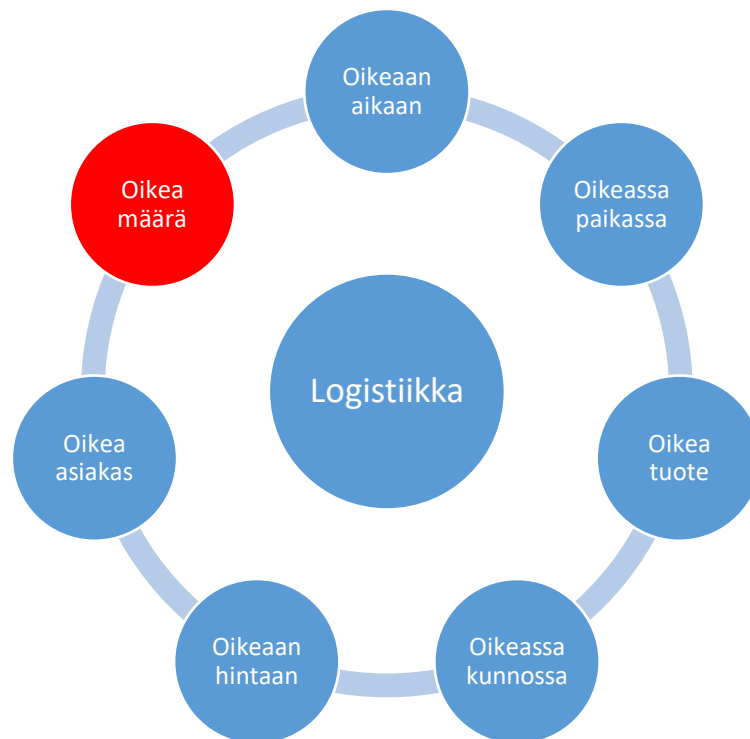 Oikeaan
aikaan
Oikeassa
paikassa
Oikea
tuote
Oikeassa
kunnossa
Oikeaan
hintaan
Oikea
asiakas
Oikea
määrä
Logistiikka